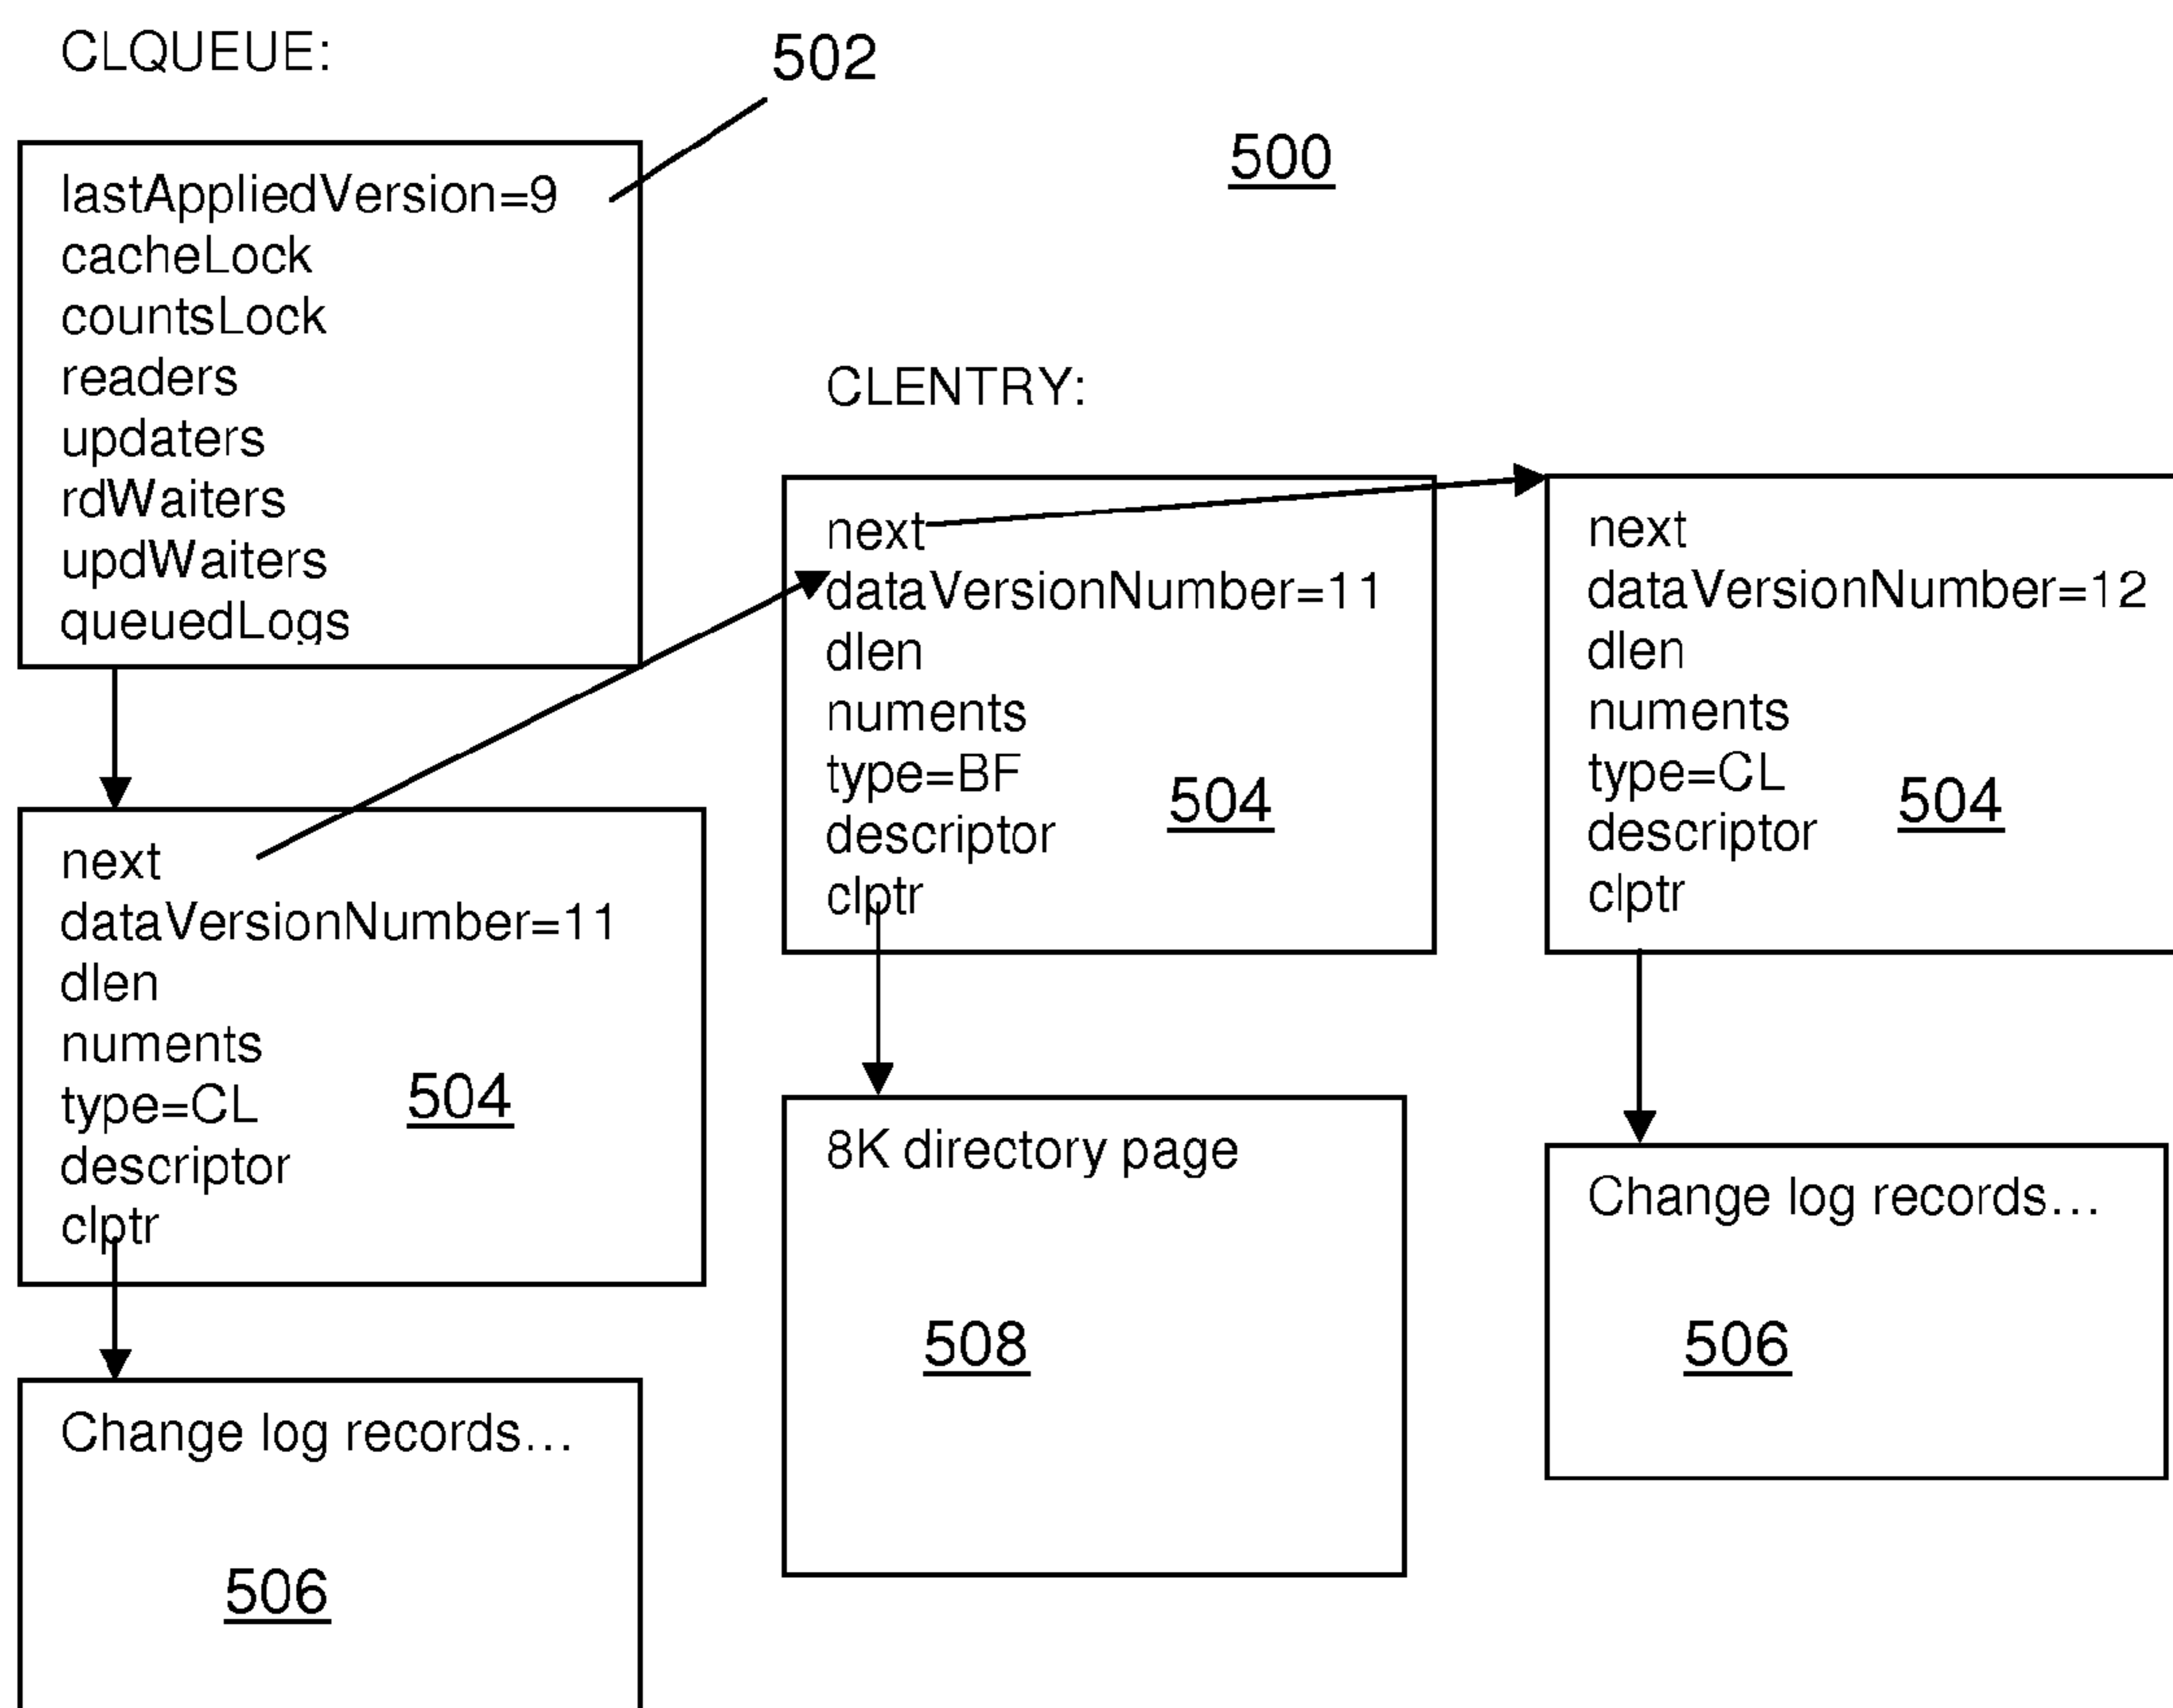 CLQUEUE:
502
500
lastAppliedVersion=9
cacheLock
countsLock
readers
updaters
rdWaiters
updWaiters
queuedLogs
CLENTRY:
next
dataVersionNumber=11
dlen
numents
type=BF
504
descriptor
clptr
next
dataVersionNumber=12
dlen
numents
type=CL
504
descriptor
clptr
next
dataVersionNumber=11
dlen
numents
type=CL
504
descriptor
clptr
8K directory page
508
Change log records...
506
Change log records...
506